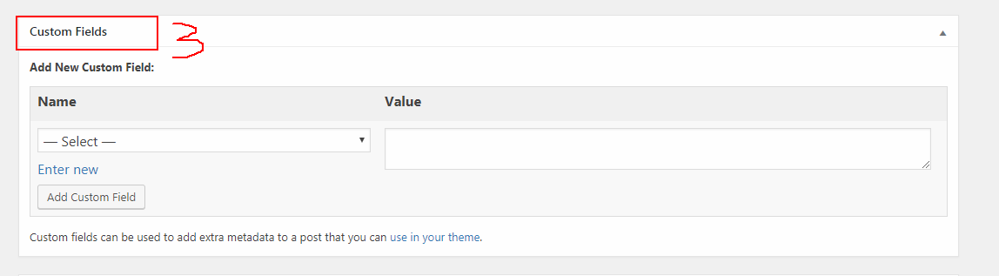 Custom Fields
3
Add New Custom Field:
Name Value
— Select —
Enter new
Add Custom Field
Custom fields can be used to add extra metadata to a post that you can use in your theme.